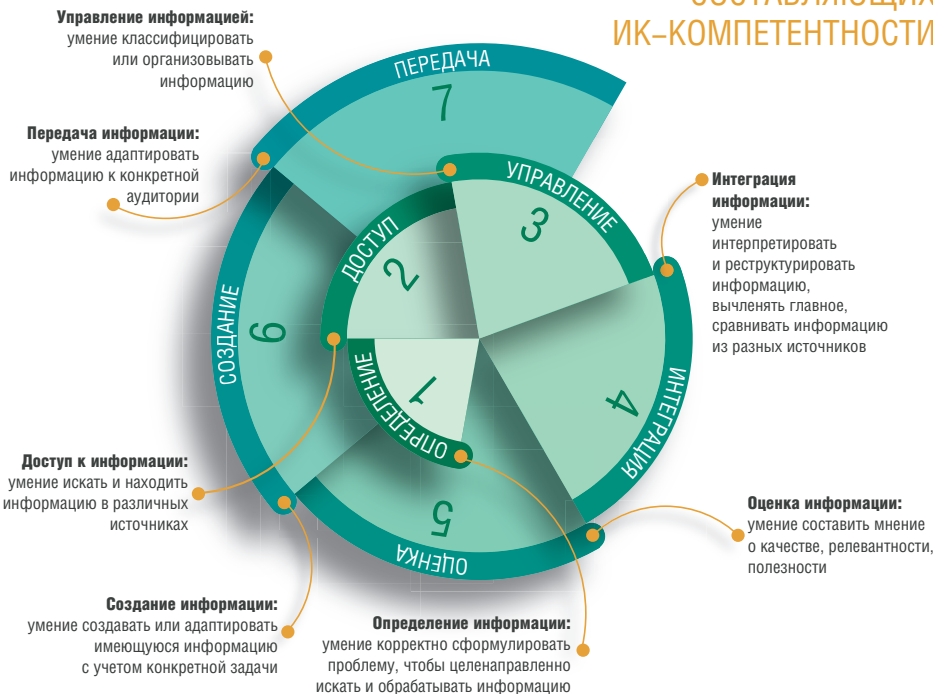 СОСТАВЛЯЮЩИХ
ИК–КОМПЕТЕНТНОСТИ
Управление информацией:
умение классифицировать
или организовывать
информацию
Передача информации:
умение адаптировать
информацию к конкретной
аудитории
Интеграция
информации:
умение
интерпретировать
и реструктурировать
информацию,
вычленять главное,
сравнивать информацию
из разных источников
ПЕРЕДАЧА
7
УПРАВЛЕНИЕ
3
ДОСТУП
2
СОЗДАНИЕ
6
ОПРЕДЕЛЕНИЕ
1
ИНТЕГРАЦИЯ
4
ОЦЕНКА
5
Доступ к информации:
умение искать и находить
информацию в различных
источниках
Оценка информации:
умение составить мнение
о качестве, релевантности,
полезности
Создание информации:
умение создавать или адаптировать
имеющуюся информацию
с учетом конкретной задачи
Определение информации:
умение корректно сформулировать
проблему, чтобы целенаправленно
искать и обрабатывать информацию